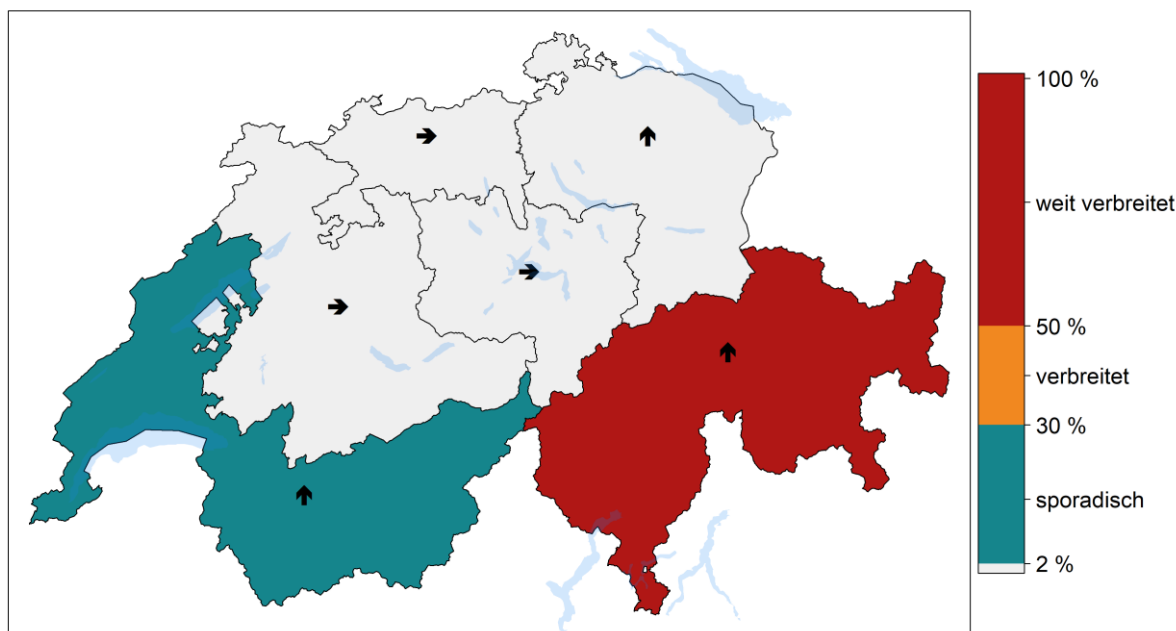 100 %
weit verbreitet
50 %
verbreitet
30 %
sporadisch
2 %